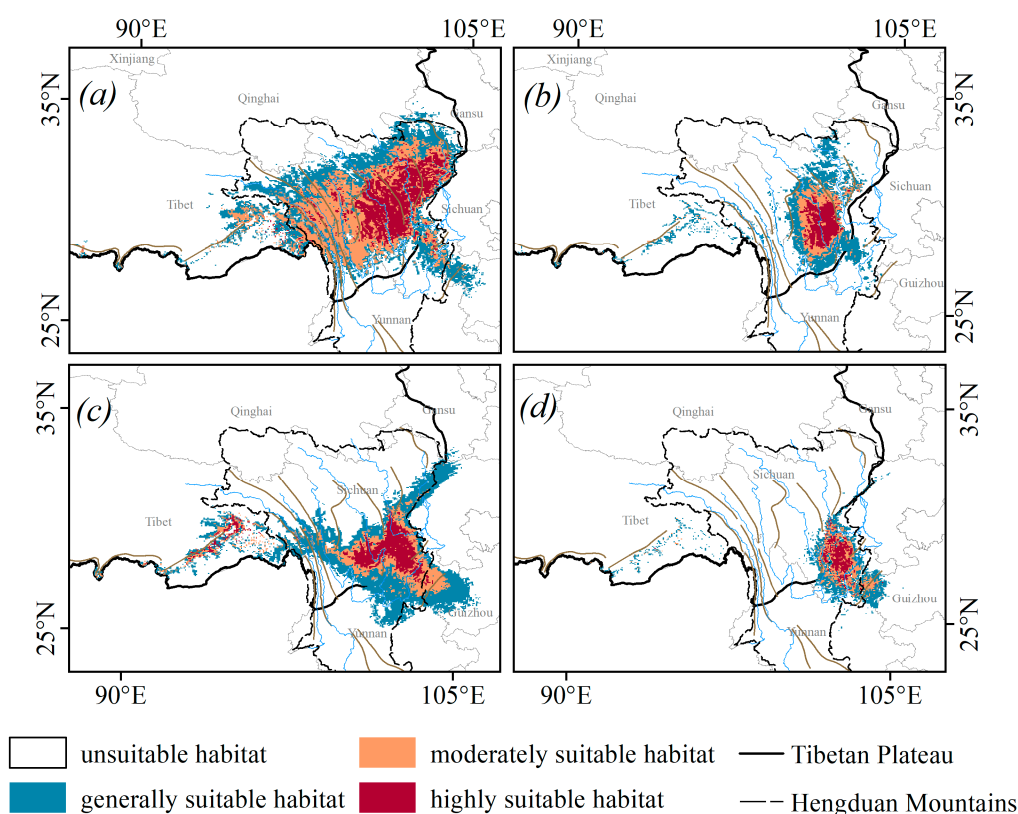 90°E 105°E 90°E 105°E
Xinjiang Xinjiang
35°N (a) Qinghai Gansu (b) Qinghai Gansu 35°N
Tibet Sichuan Tibet Sichuan
Guizhou
25°N Yunnan Yunnan 25°N
35°N (c) Qinghai Gansu (d) Qinghai Gansu 35°N
Sichuan Sichuan
Tibet Tibet
Guizhou Guizhou
25°N Yunnan Yunnan 25°N
90°E 105°E 90°E 105°E
unsuitable habitat moderately suitable habitat Tibetan Plateau
generally suitable habitat highly suitable habitat Hengduan Mountains